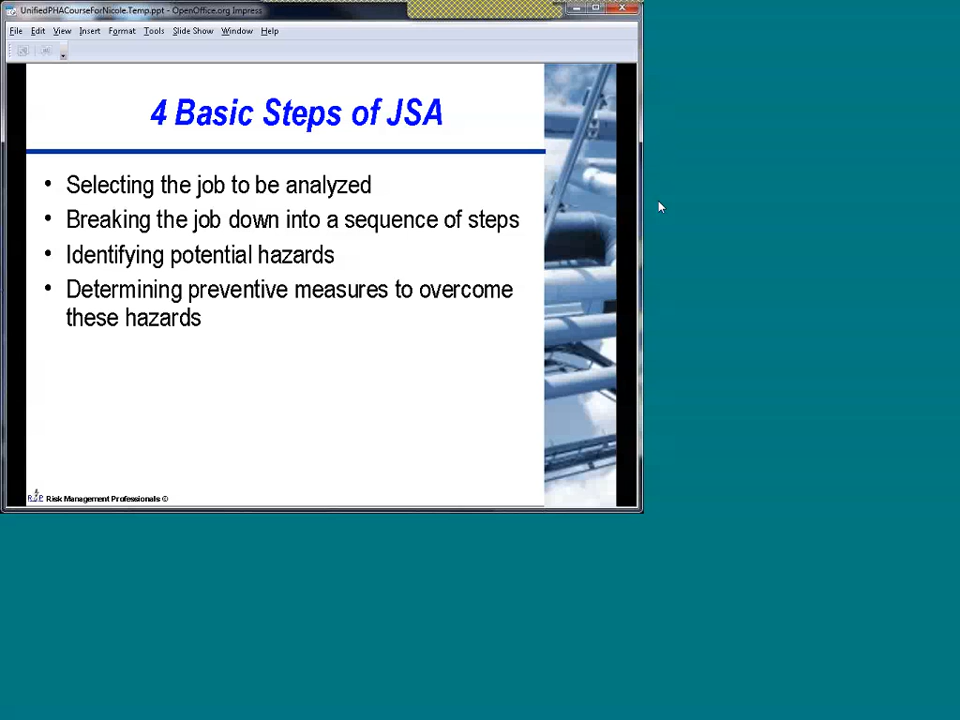 UnifiedPHACourseForNicole.Temp.ppt - OpenOffice.org Impress
File Edit View Insert Format Tools Slide Show Window Help
4 Basic Steps of JSA
• Selecting the job to be analyzed
• Breaking the job down into a sequence of steps
• Identifying potential hazards
• Determining preventive measures to overcome
these hazards
Risk Management Professionals ©